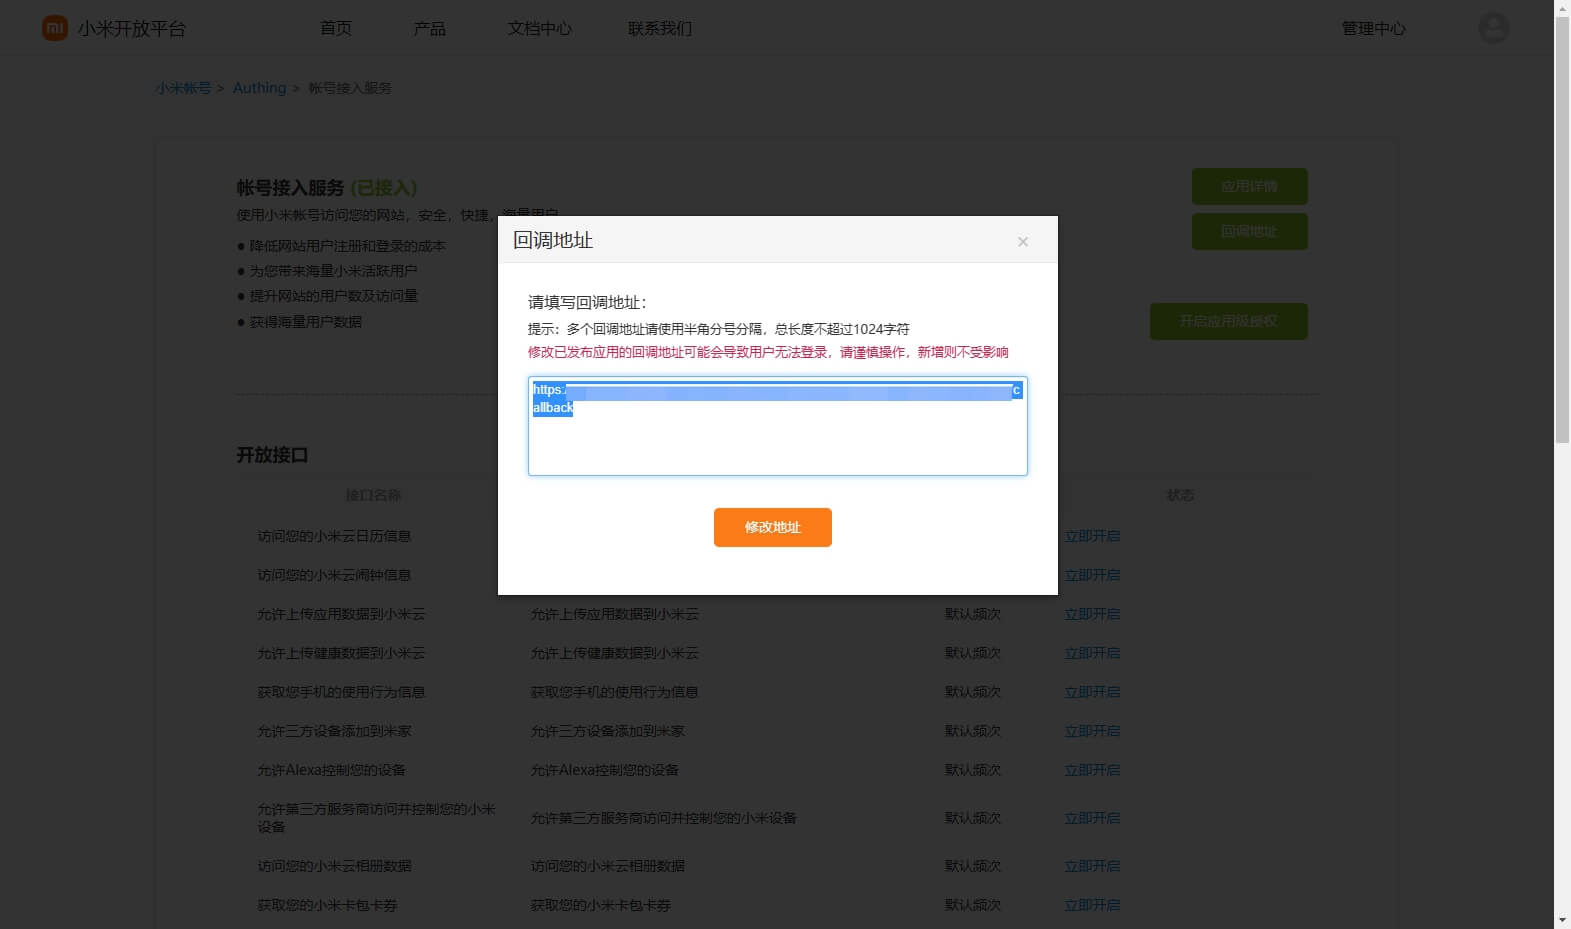 小米开放平台 首页 产品 文档中心 联系我们 管理中心
小米帐号 > Authing > 帐号接入服务
帐号接入服务 (已接入) 应用详情
使用小米帐号访问您的网站，安全，快捷，海量用户
回调地址
● 降低网站用户注册和登录的成本
● 为您带来海量小米活跃用户
● 提升网站的用户数及访问量
● 获得海量用户数据 开启应用级授权
回调地址 ×
请填写回调地址：
提示：多个回调地址请使用半角分号分隔，总长度不超过1024字符
修改已发布应用的回调地址可能会导致用户无法登录，请谨慎操作，新增则不受影响
https: c
allback
修改地址
开放接口
接口名称 状态
访问您的小米云日历信息 立即开启
访问您的小米云闹钟信息 立即开启
允许上传应用数据到小米云 允许上传应用数据到小米云 默认频次 立即开启
允许上传健康数据到小米云 允许上传健康数据到小米云 默认频次 立即开启
获取您手机的使用行为信息 获取您手机的使用行为信息 默认频次 立即开启
允许三方设备添加到米家 允许三方设备添加到米家 默认频次 立即开启
允许Alexa控制您的设备 允许Alexa控制您的设备 默认频次 立即开启
允许第三方服务商访问并控制您的小米
设备 允许第三方服务商访问并控制您的小米设备 默认频次 立即开启
访问您的小米云相册数据 访问您的小米云相册数据 默认频次 立即开启
获取您的小米卡包卡券 获取您的小米卡包卡券 默认频次 立即开启